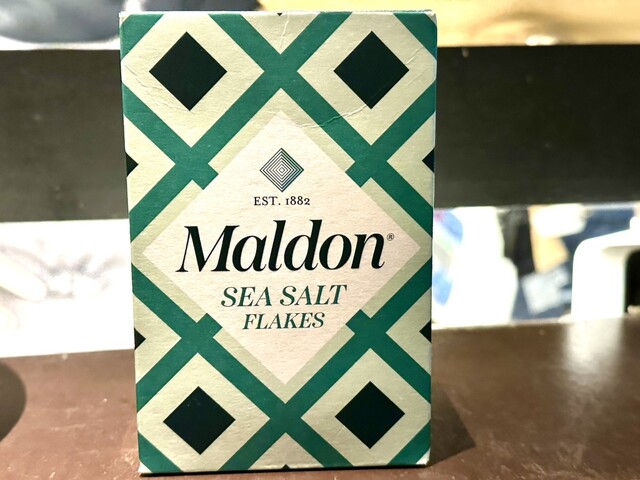 EST. 1882
Maldon®
SEA SALT
FLAKES